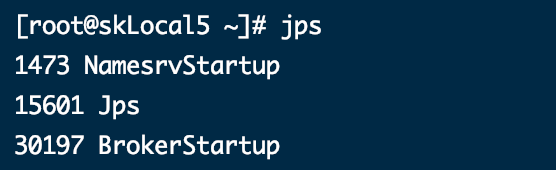 [root@skLocal5 ~]# jps
1473 NamesrvStartup
15601 Jps
30197 BrokerStartup